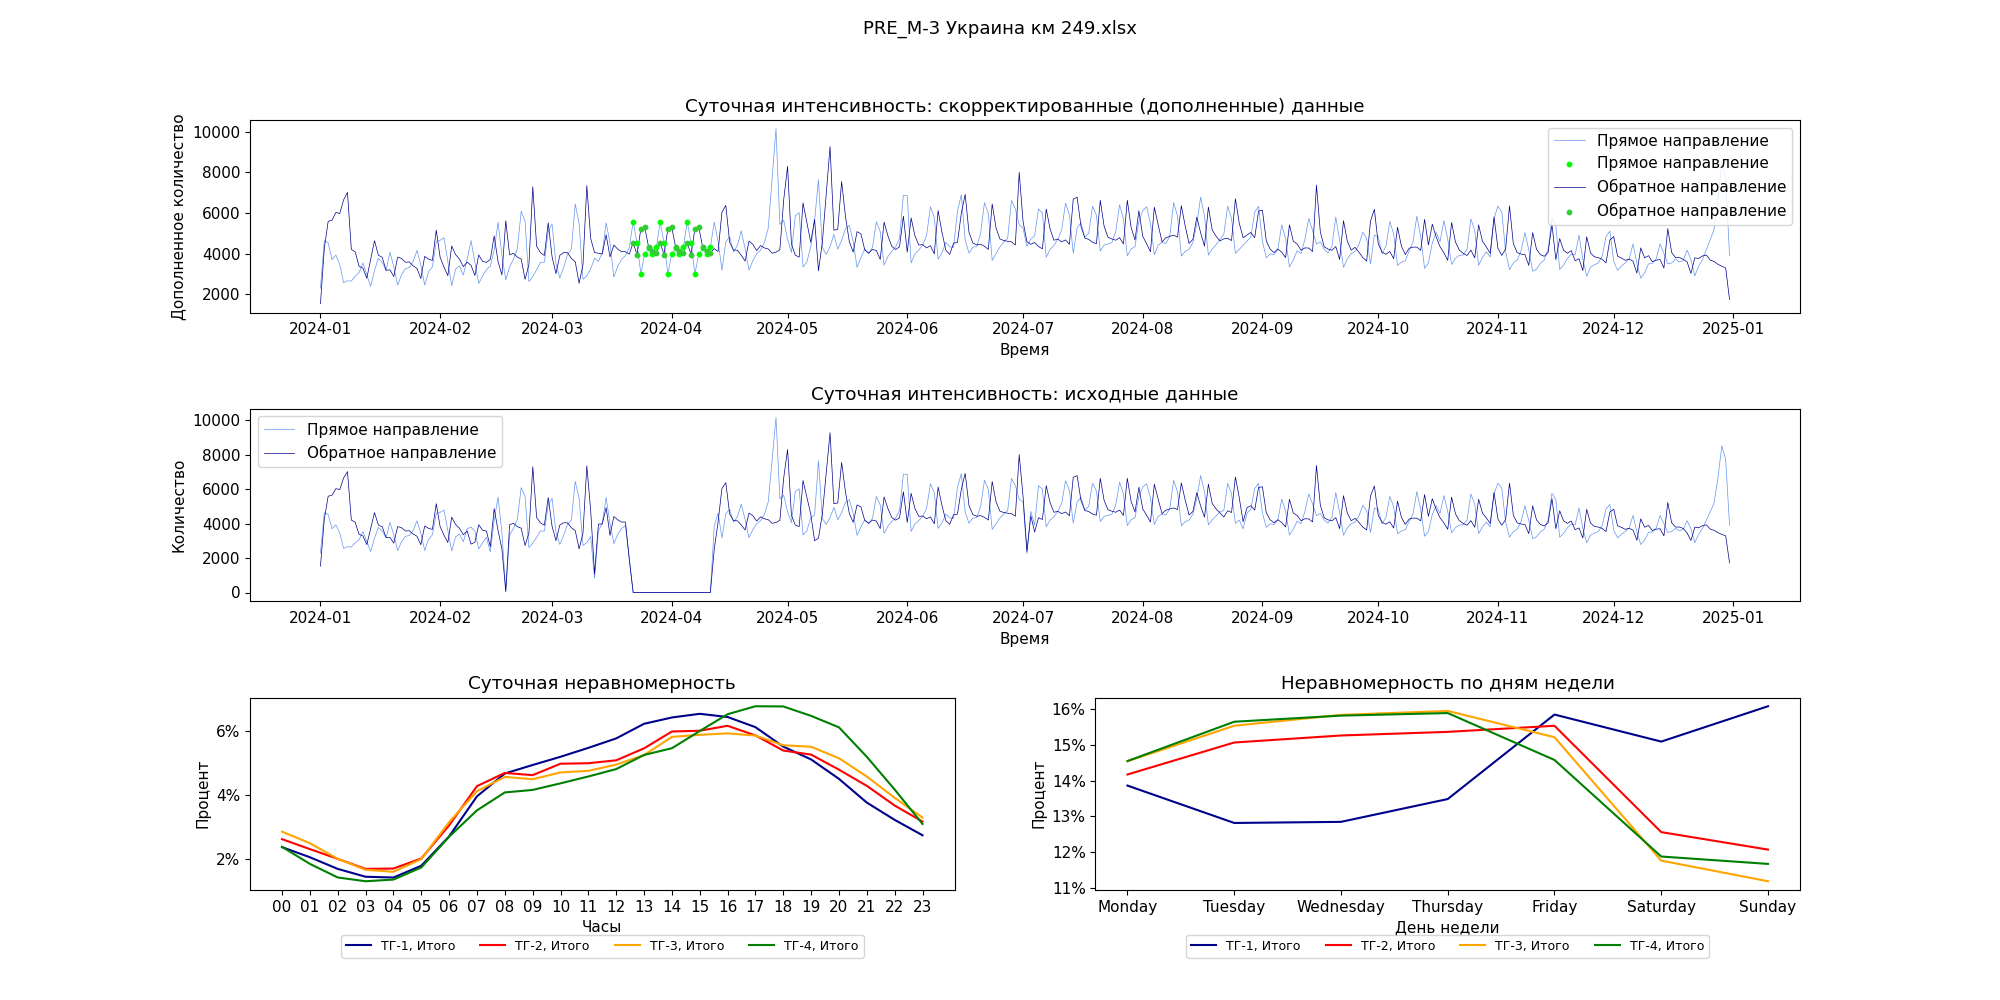 PRE_М-3 Украина км 249.xlsx
Суточная интенсивность: скорректированные (дополненные) данные
Дополненное количество
10000
8000
6000
4000
2000
Прямое направление
Прямое направление
Обратное направление
Обратное направление
2024-01 2024-02 2024-03 2024-04 2024-05 2024-06 2024-07 2024-08 2024-09 2024-10 2024-11 2024-12 2025-01
Время
Суточная интенсивность: исходные данные
Количество
10000
8000
6000
4000
2000
0
Прямое направление
Обратное направление
2024-01 2024-02 2024-03 2024-04 2024-05 2024-06 2024-07 2024-08 2024-09 2024-10 2024-11 2024-12 2025-01
Время
Суточная неравномерность
Процент
6%
4%
2%
00 01 02 03 04 05 06 07 08 09 10 11 12 13 14 15 16 17 18 19 20 21 22 23
Часы
ТГ-1, Итого ТГ-2, Итого ТГ-3, Итого ТГ-4, Итого
Неравномерность по дням недели
Процент
16%
15%
14%
13%
12%
11%
Monday Tuesday Wednesday Thursday Friday Saturday Sunday
День недели
ТГ-1, Итого ТГ-2, Итого ТГ-3, Итого ТГ-4, Итого